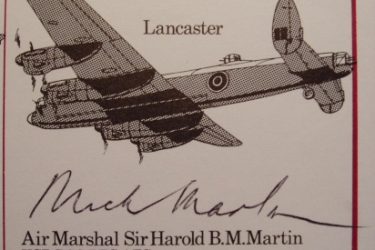 Lancaster
Mick Martin
Air Marshal Sir Harold B.M. Martin